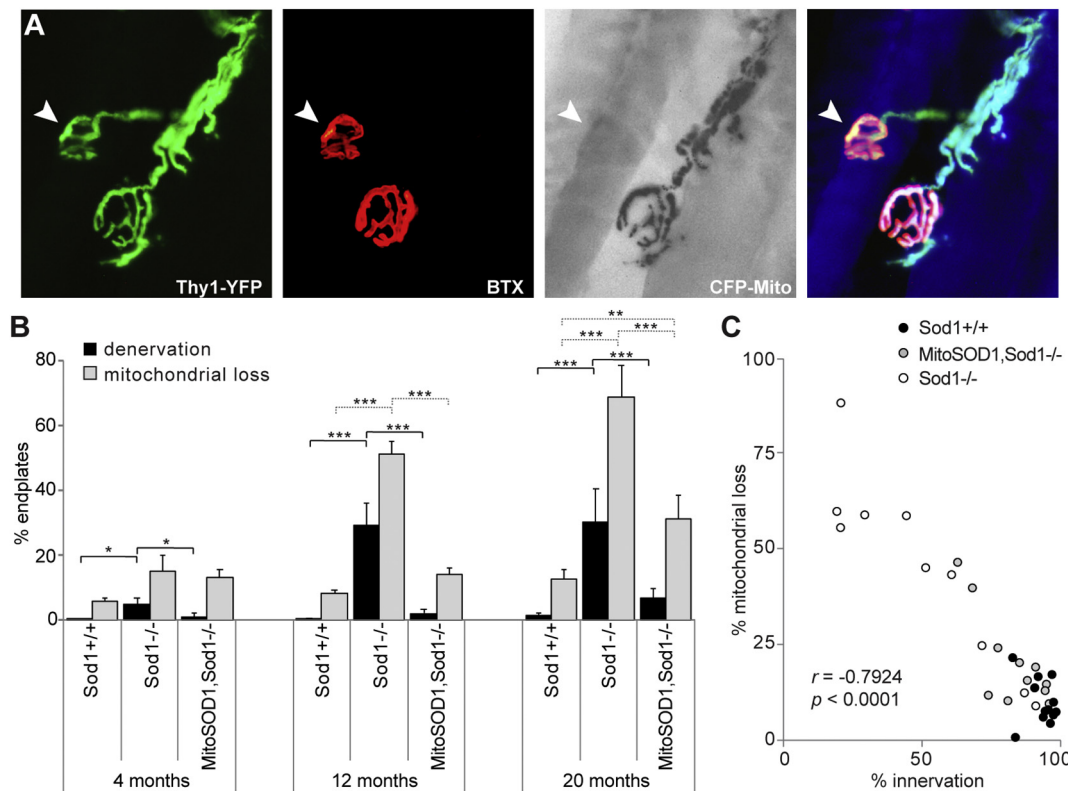 A
Thy1-YFP
BTX
CFP-Mito
B
denervation
mitochondrial loss
% endplates
80
60
40
20
0
* *
*** ***
*** ***
*** ***
*** ***
**
Sod1+/+
Sod1-/-
MitoSOD1,Sod1-/-
Sod1+/+
Sod1-/-
MitoSOD1,Sod1-/-
Sod1+/+
Sod1-/-
MitoSOD1,Sod1-/-
4 months
12 months
20 months
C
Sod1+/+
MitoSOD1,Sod1-/-
Sod1-/-
% mitochondrial loss
100
75
50
25
0
r = -0.7924
p < 0.0001
0 50 100
% innervation